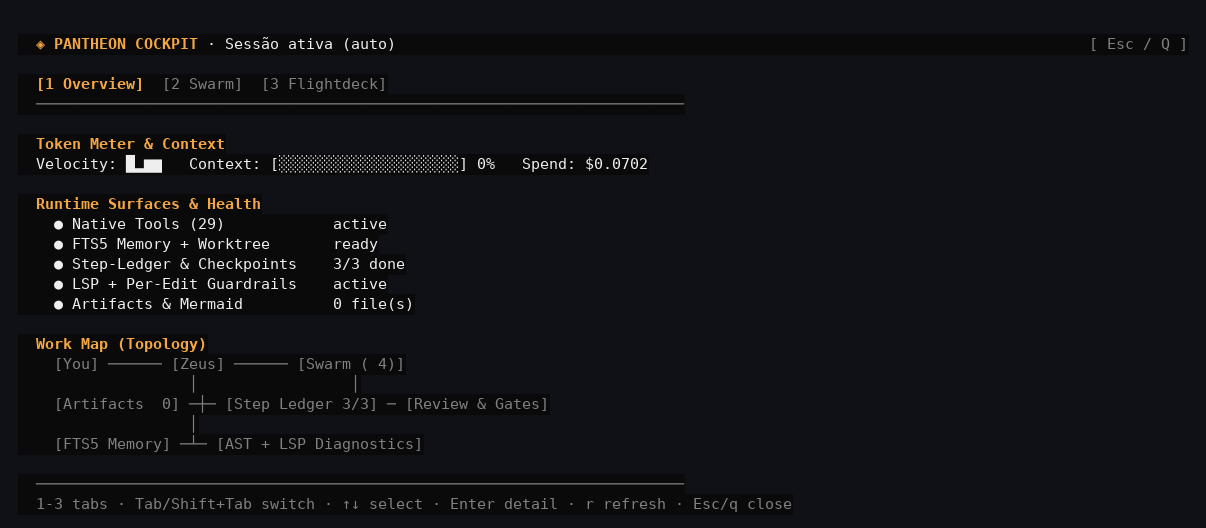 ◈ PANTHEON COCKPIT · Sessão ativa (auto) [ Esc / Q ]
[1 Overview] [2 Swarm] [3 Flightdeck]
Token Meter & Context
Velocity: █▄▆▆ Context: [░░░░░░░░░░░░░░░░░░░░] 0% Spend: $0.0702
Runtime Surfaces & Health
● Native Tools (29) active
● FTS5 Memory + Worktree ready
● Step-Ledger & Checkpoints 3/3 done
● LSP + Per-Edit Guardrails active
● Artifacts & Mermaid 0 file(s)
Work Map (Topology)
[You] ────── [Zeus] ────── [Swarm ( 4)]
│ │
[Artifacts 0] ─┼─ [Step Ledger 3/3] ─ [Review & Gates]
│
[FTS5 Memory] ─┴─ [AST + LSP Diagnostics]
1-3 tabs · Tab/Shift+Tab switch · ↑↓ select · Enter detail · r refresh · Esc/q close